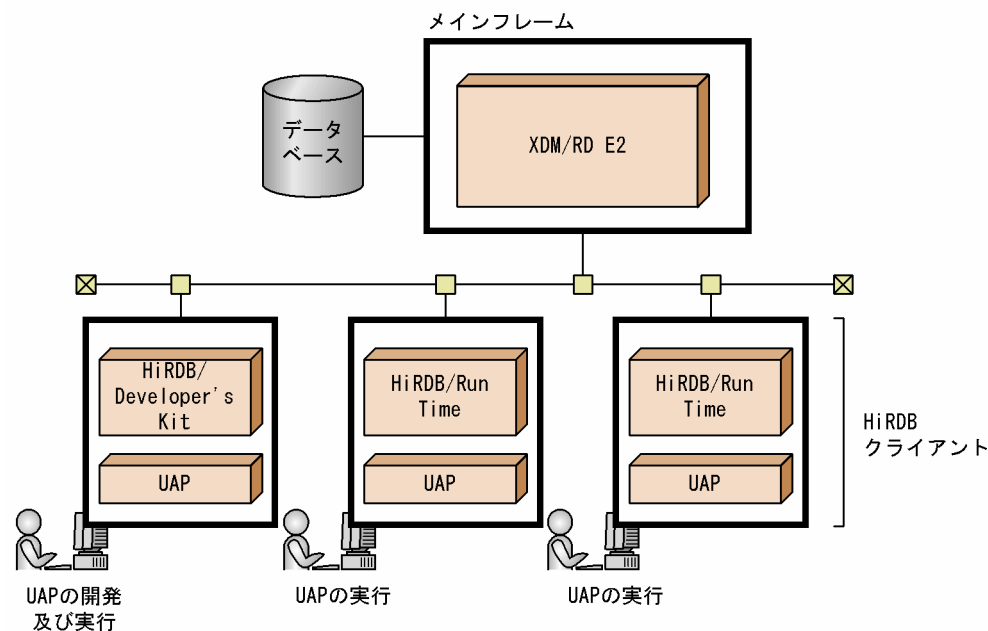 メインフレーム
データ
ベース
XDM/RD E2
HiRDB/
Developer's
Kit
UAP
HiRDB/Run
Time
UAP
HiRDB/Run
Time
UAP
HiRDB
クライアント
UAPの開発
及び実行
UAPの実行
UAPの実行